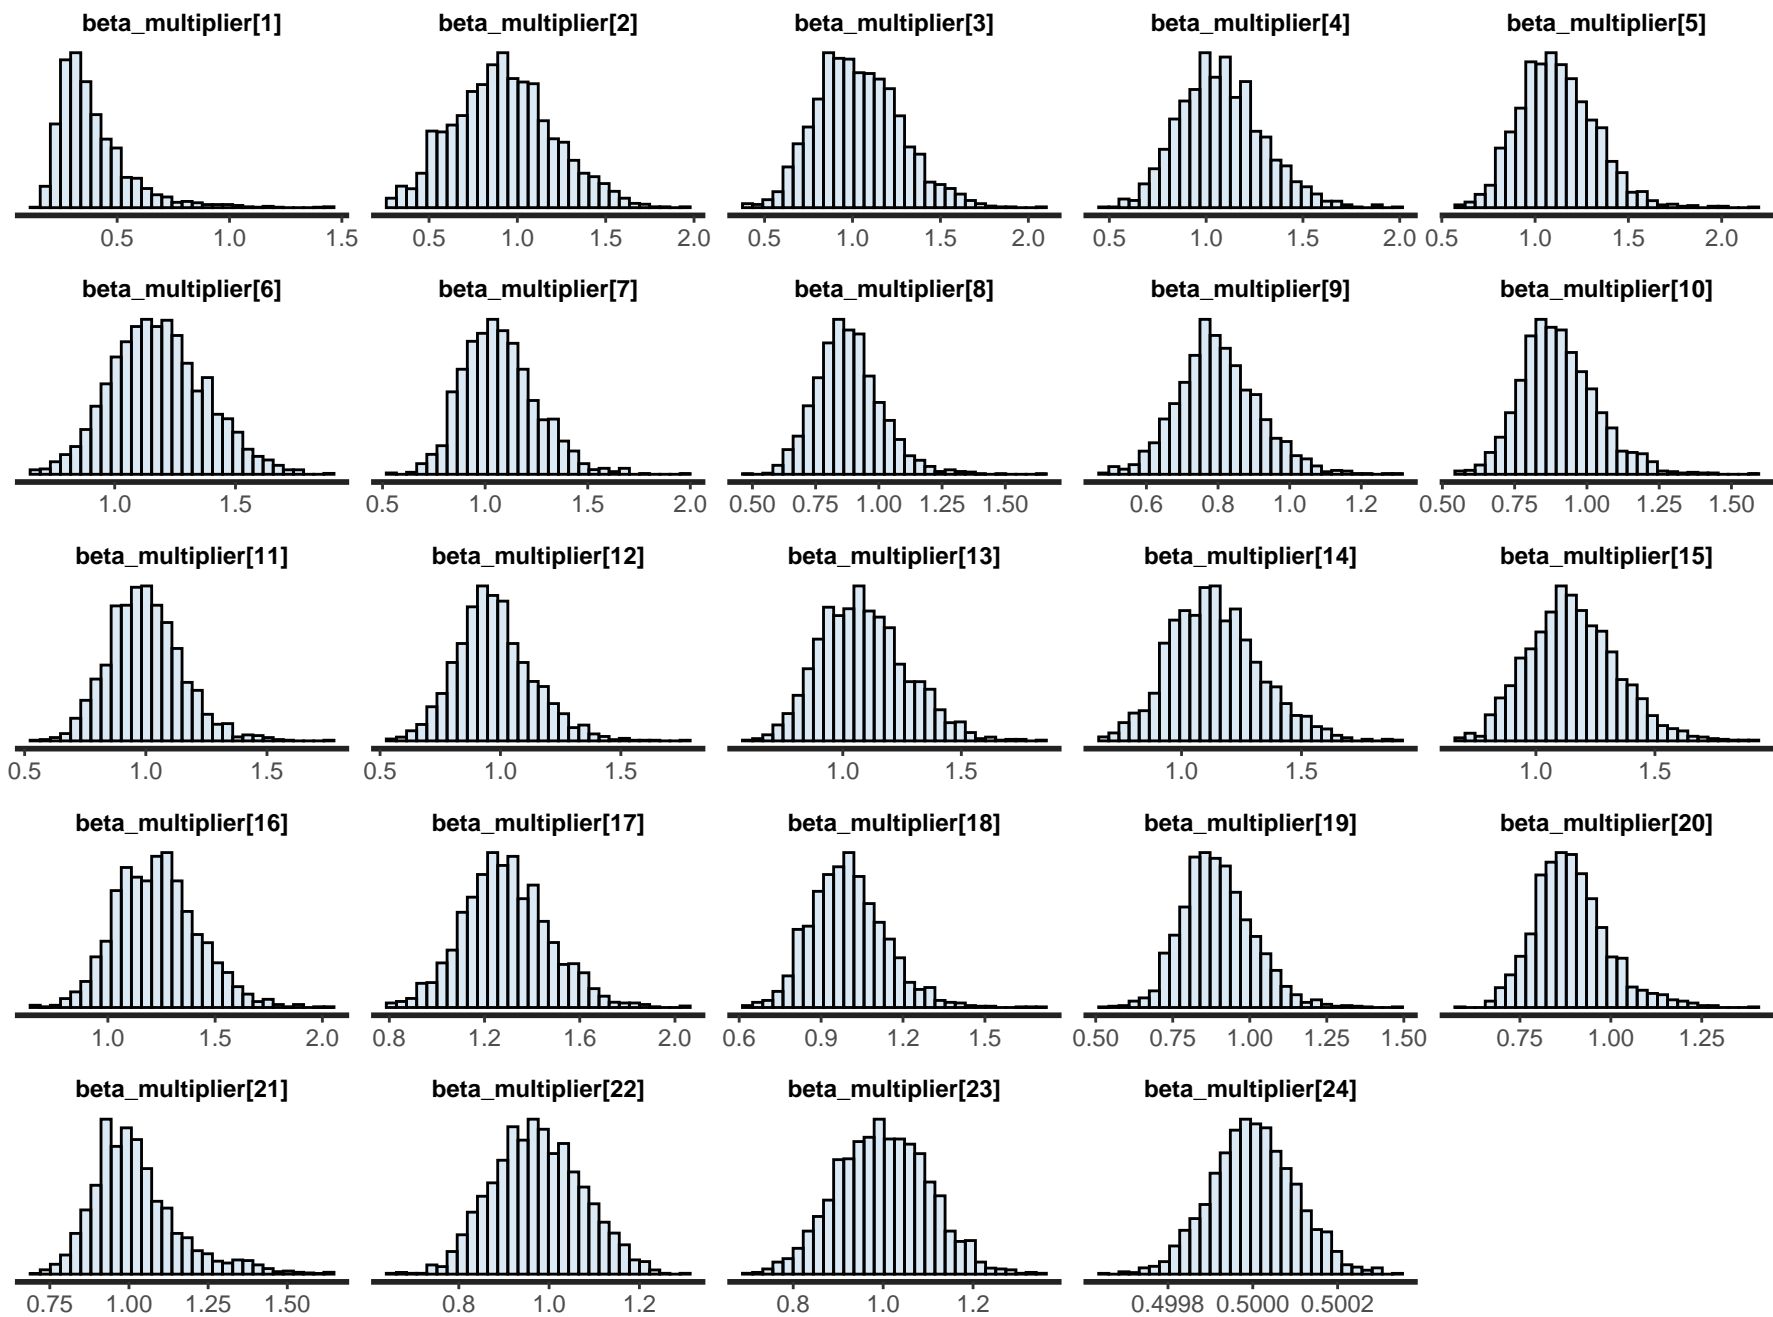 beta_multiplier[1] beta_multiplier[2] beta_multiplier[3] beta_multiplier[4] beta_multiplier[5]
0.5 1.0 1.5 0.5 1.0 1.5 2.0 0.5 1.0 1.5 2.0 0.5 1.0 1.5 2.0 0.5 1.0 1.5 2.0
beta_multiplier[6] beta_multiplier[7] beta_multiplier[8] beta_multiplier[9] beta_multiplier[10]
1.0 1.5 0.5 1.0 1.5 2.0 0.50 0.75 1.00 1.25 1.50 0.6 0.8 1.0 1.2 0.50 0.75 1.00 1.25 1.50
beta_multiplier[11] beta_multiplier[12] beta_multiplier[13] beta_multiplier[14] beta_multiplier[15]
0.5 1.0 1.5 0.5 1.0 1.5 1.0 1.5 1.0 1.5 1.0 1.5
beta_multiplier[16] beta_multiplier[17] beta_multiplier[18] beta_multiplier[19] beta_multiplier[20]
1.0 1.5 2.0 0.8 1.2 1.6 2.0 0.6 0.9 1.2 1.5 0.50 0.75 1.00 1.25 1.50 0.75 1.00 1.25
beta_multiplier[21] beta_multiplier[22] beta_multiplier[23] beta_multiplier[24]
0.75 1.00 1.25 1.50 0.8 1.0 1.2 0.8 1.0 1.2 0.4998 0.5000 0.5002